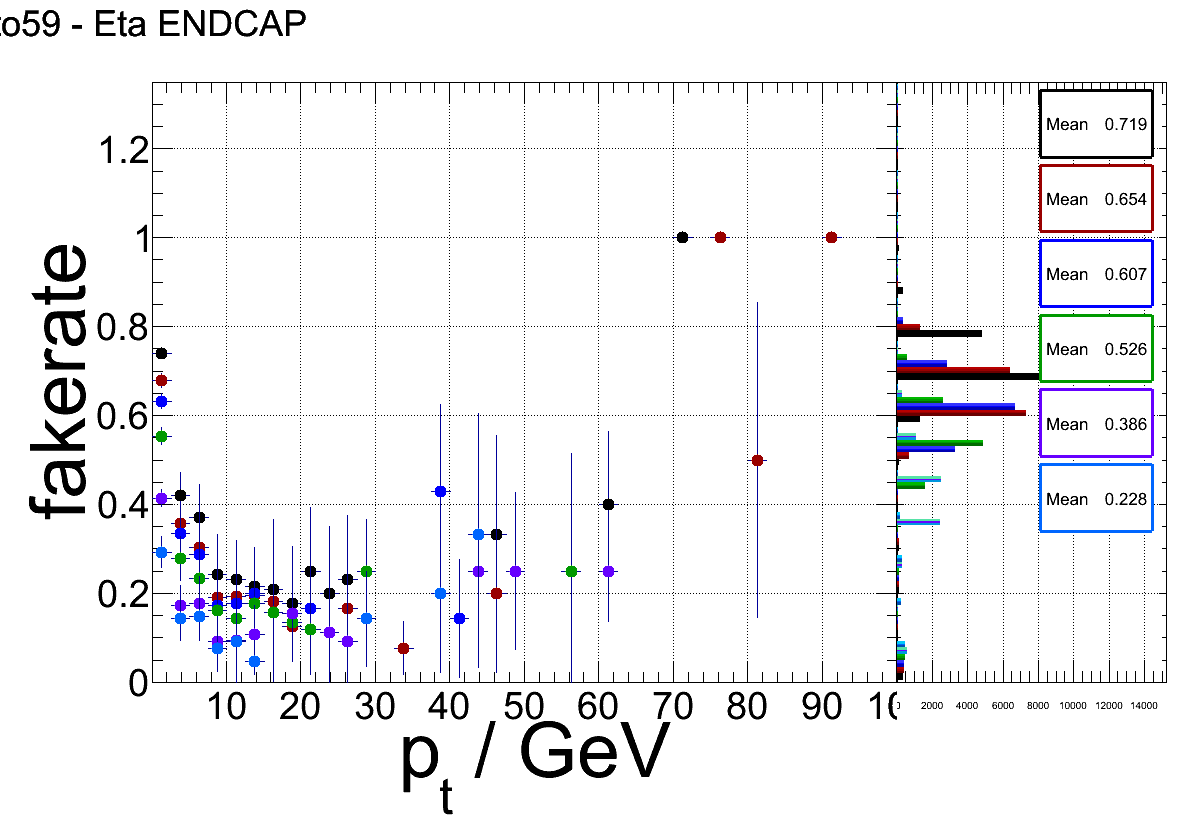 to59 - Eta ENDCAP
fakerate
1.2
1
0.8
0.6
0.4
0.2
0
10 20 30 40 50 60 70 80 90 10
p t / GeV
2000 4000 6000 8000 10000 12000 14000
Mean 0.719
Mean 0.654
Mean 0.607
Mean 0.526
Mean 0.386
Mean 0.228